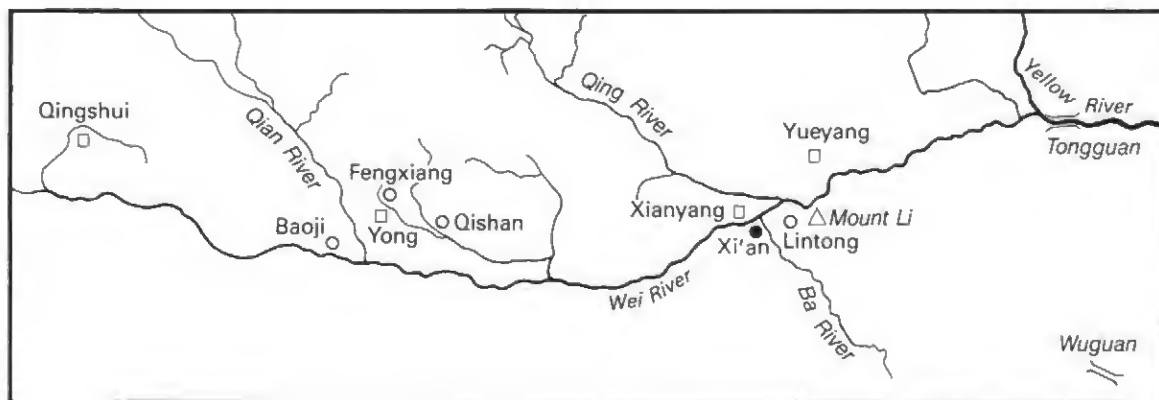 Qingshui
Qian River
Fengxiang
Baoji
Yong
Qishan
Qing River
Wei River
Yellow
River
Tongguan
Yueyang
Xianyang
Mount Li
Xi'an
Lintong
Ba River
Wuguan